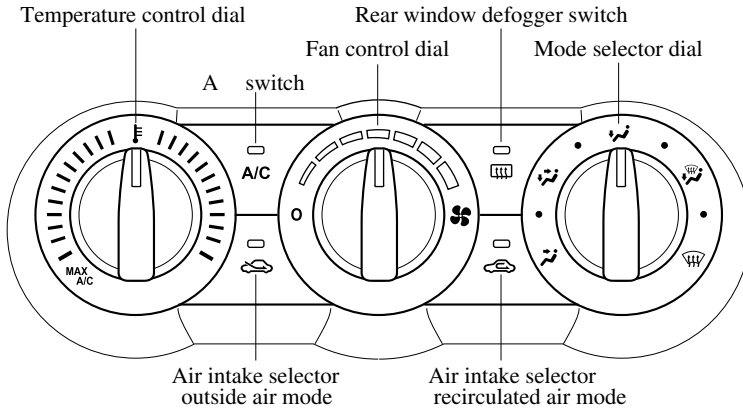 Temperature control dial
Rear window defogger switch
Fan control dial
Mode selector dial
A switch
A/C
0
MAX
A/C
Air intake selector
outside air mode
Air intake selector
recirculated air mode